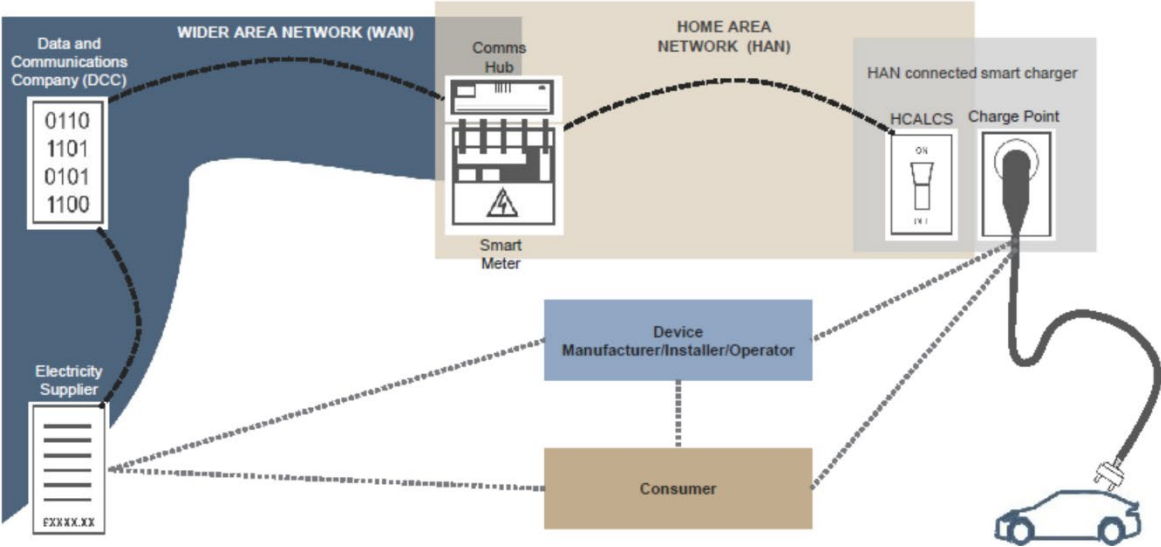 WIDER AREA NETWORK (WAN)
HOME AREA
NETWORK (HAN)
Data and
Communications
Company (DCC)
0110
1101
0101
1100
Comms
Hub
Smart
Meter
HAN connected smart charger
HCALCS
Charge Point
ON
Device
Manufacturer/Installer/Operator
Electricity
Supplier
£XXXX.XX
Consumer